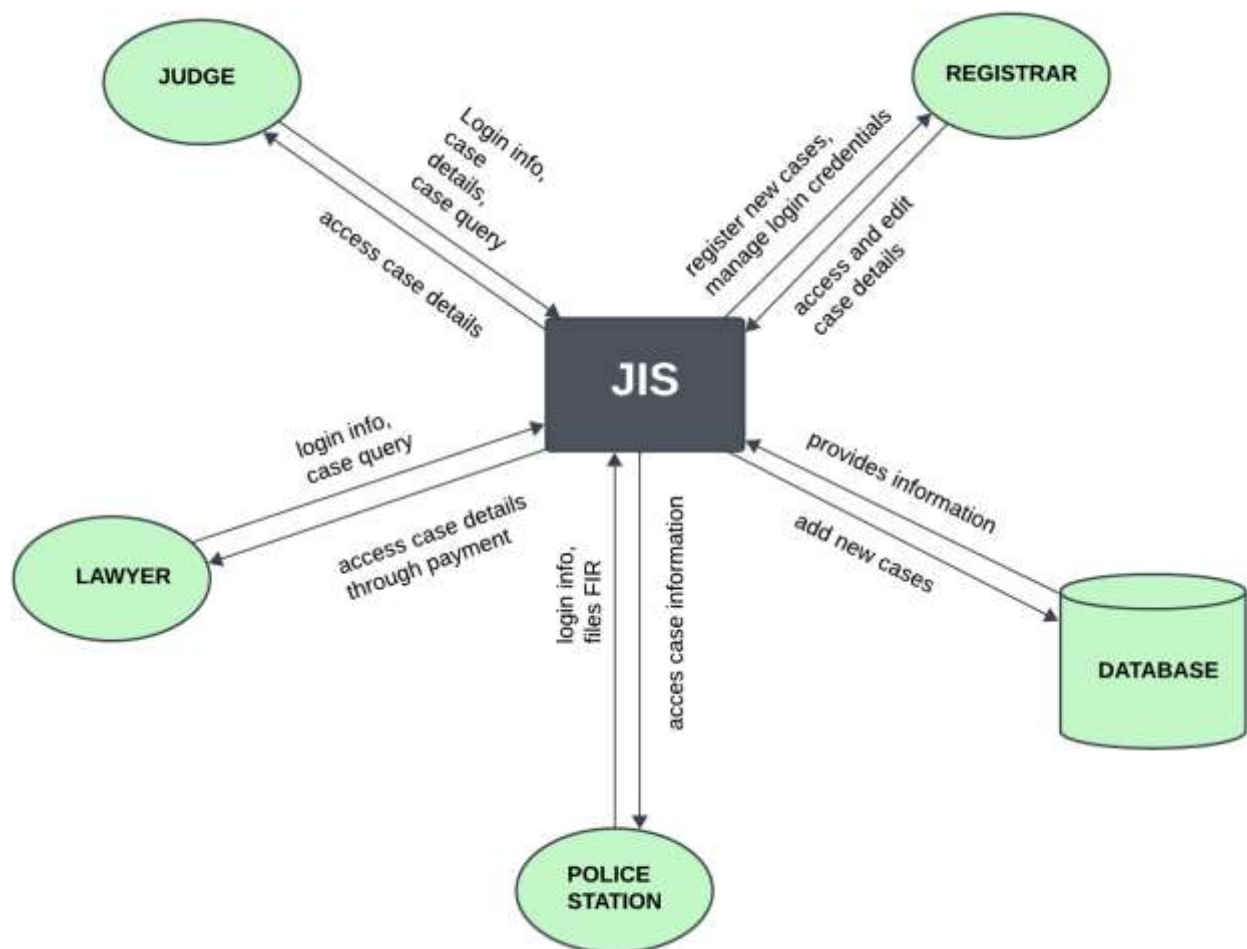 JUDGE
REGISTRAR
Login info,
case
details,
case query
access case details
register new cases,
manage login credentials
access and edit
case details
JIS
login info,
case query
access case details
through payment
provides information
add new cases
login info,
files FIR
acces case information
LAWYER
DATABASE
POLICE
STATION